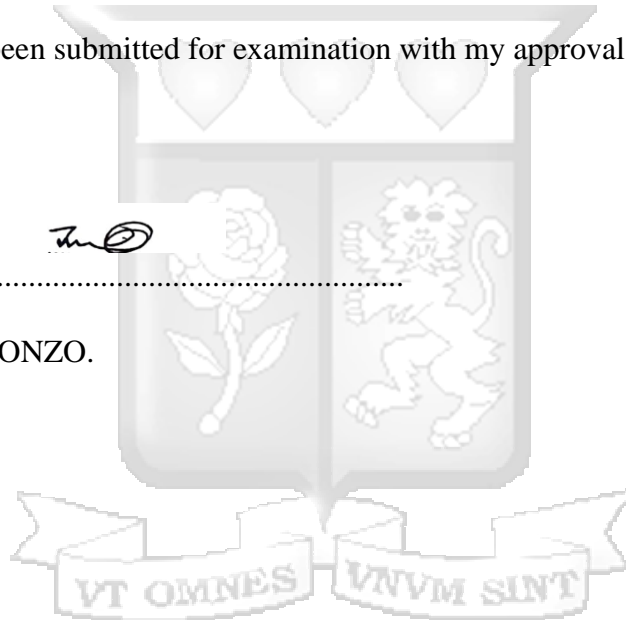 een submitted for examination with my approval
....................................................
ONZO.
VT OMNES VNVM SINT